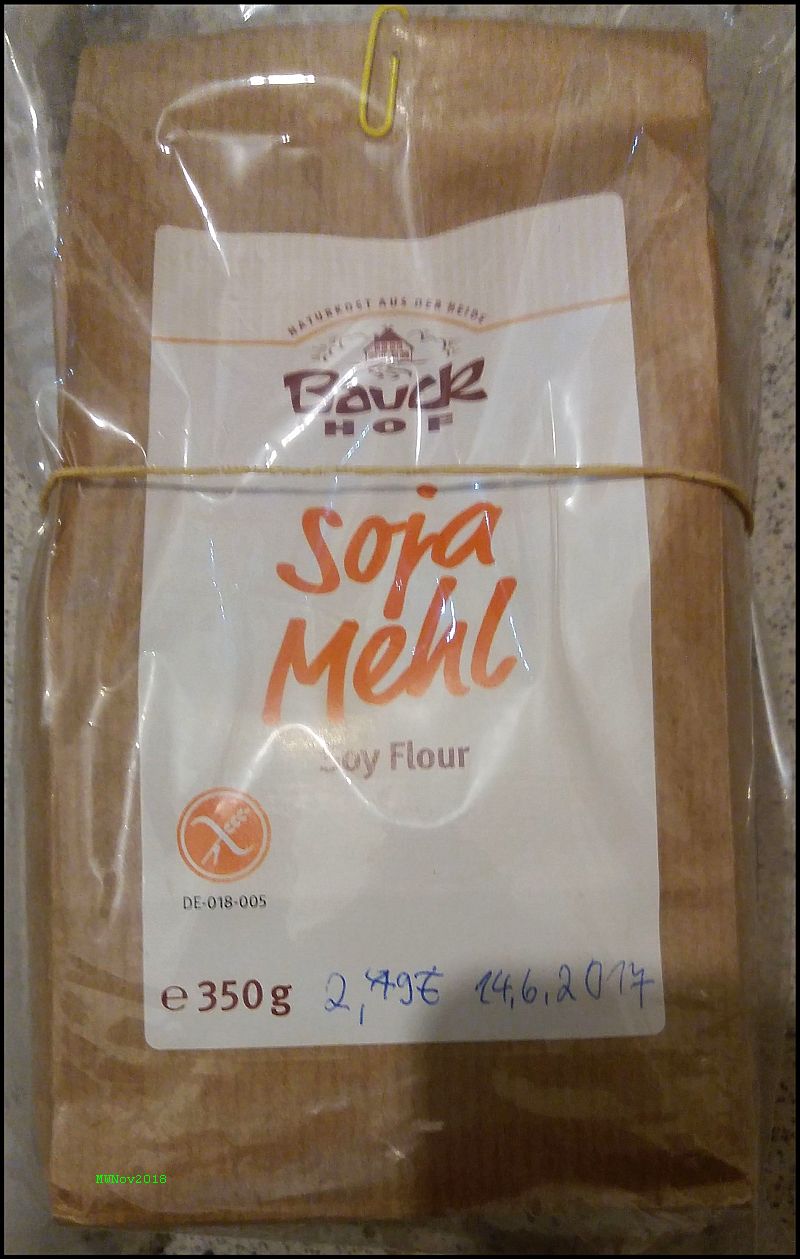 NATURKOST AUS DER HEIDE
Bauck
HOF
Soja
Mehl
Soy Flour
DE-018-005
℮ 350 g 2,49€ 14.6.2017
MWNov2018